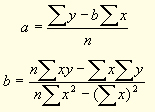 a = (∑y − b∑x) / n
b = (n∑xy − ∑x∑y) / (n∑x² − (∑x)²)